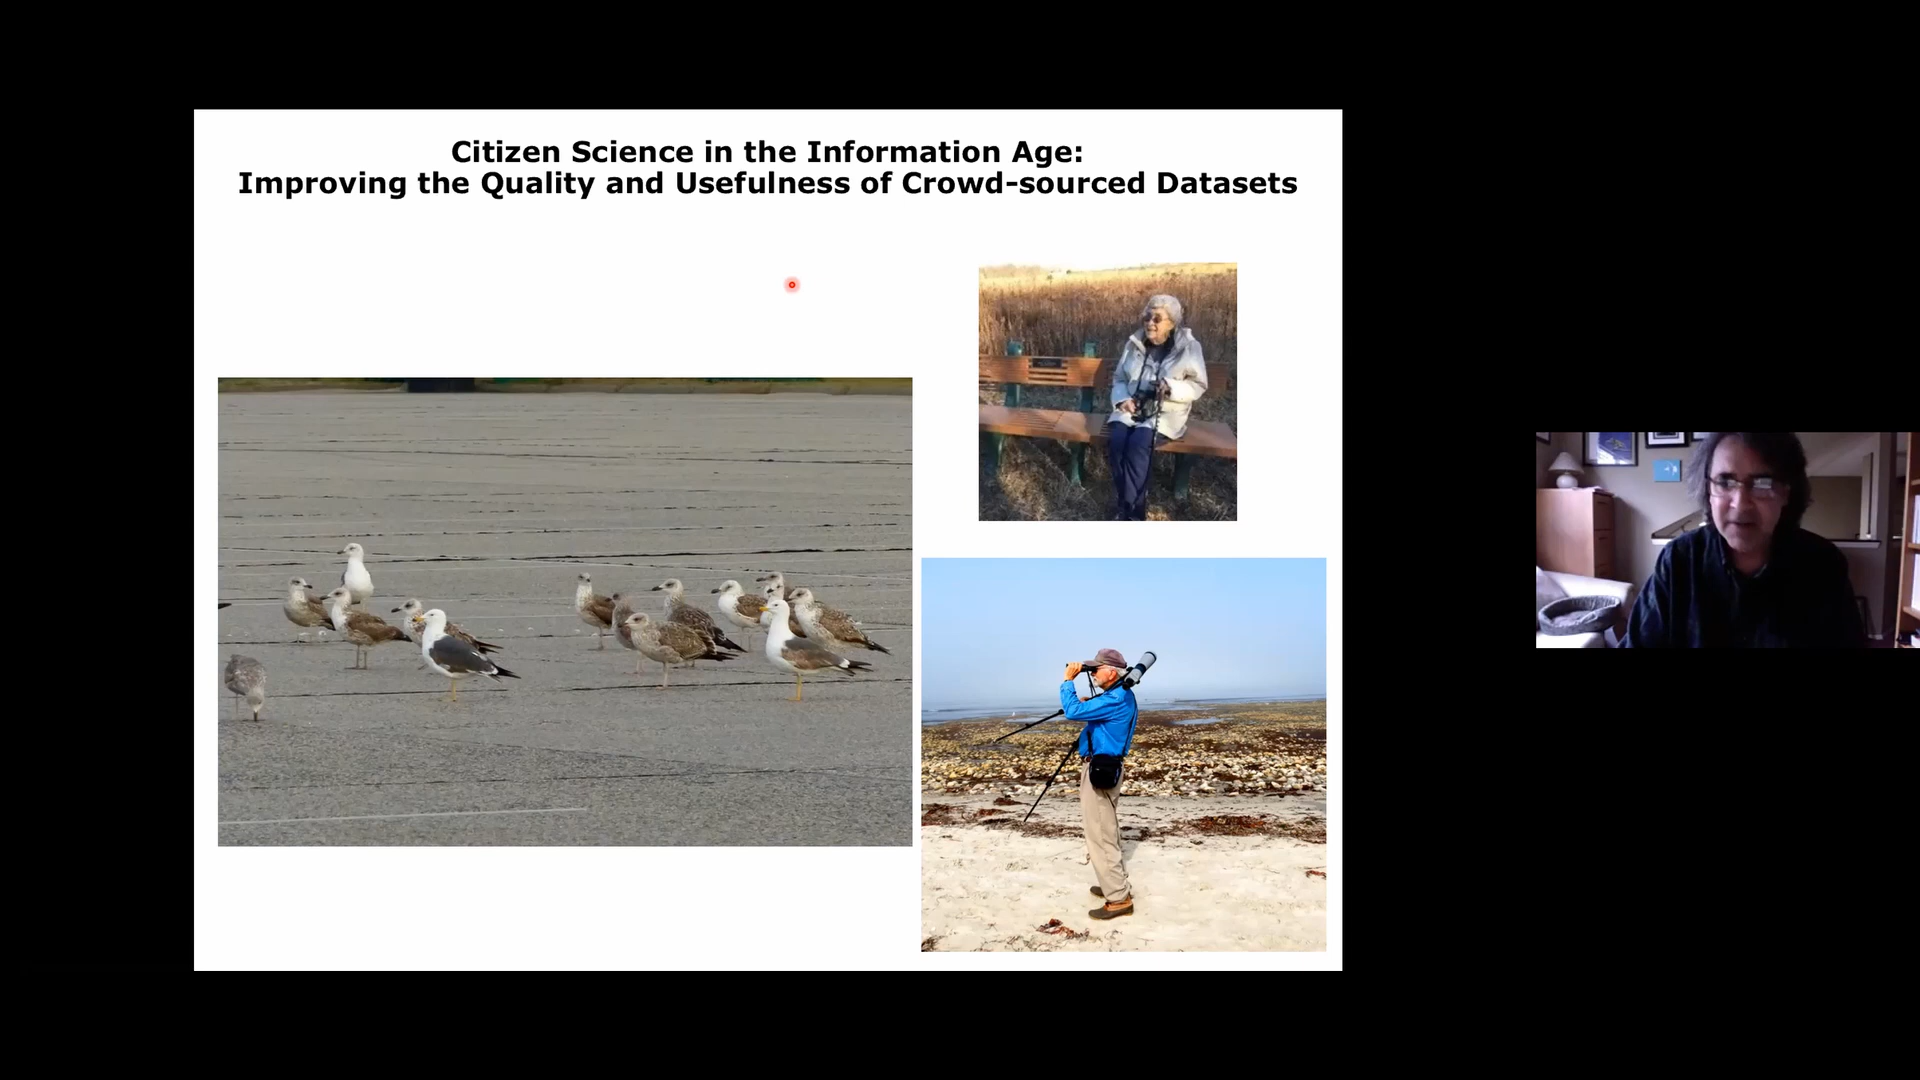 Citizen Science in the Information Age:
Improving the Quality and Usefulness of Crowd-sourced Datasets